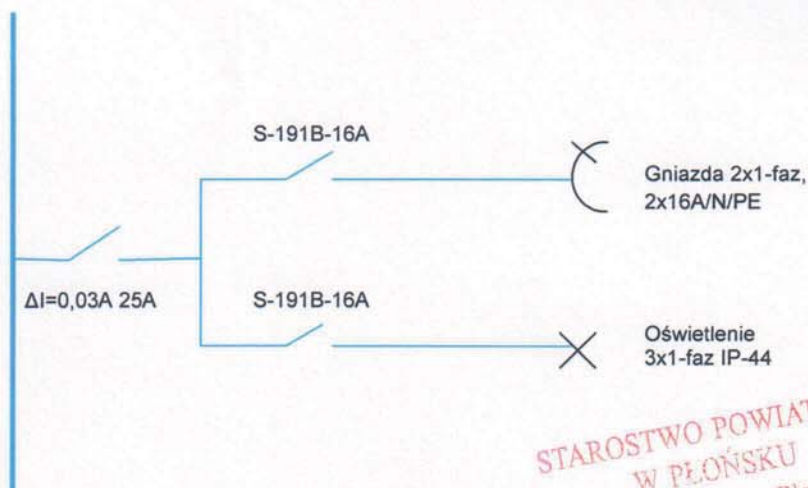 S-191B-16A
Gniazda 2x1-faz,
2x16A/N/PE
ΔI=0,03A 25A
S-191B-16A
Oświetlenie
3x1-faz IP-44
STAROSTWO POWIAT
W PŁOŃSKU